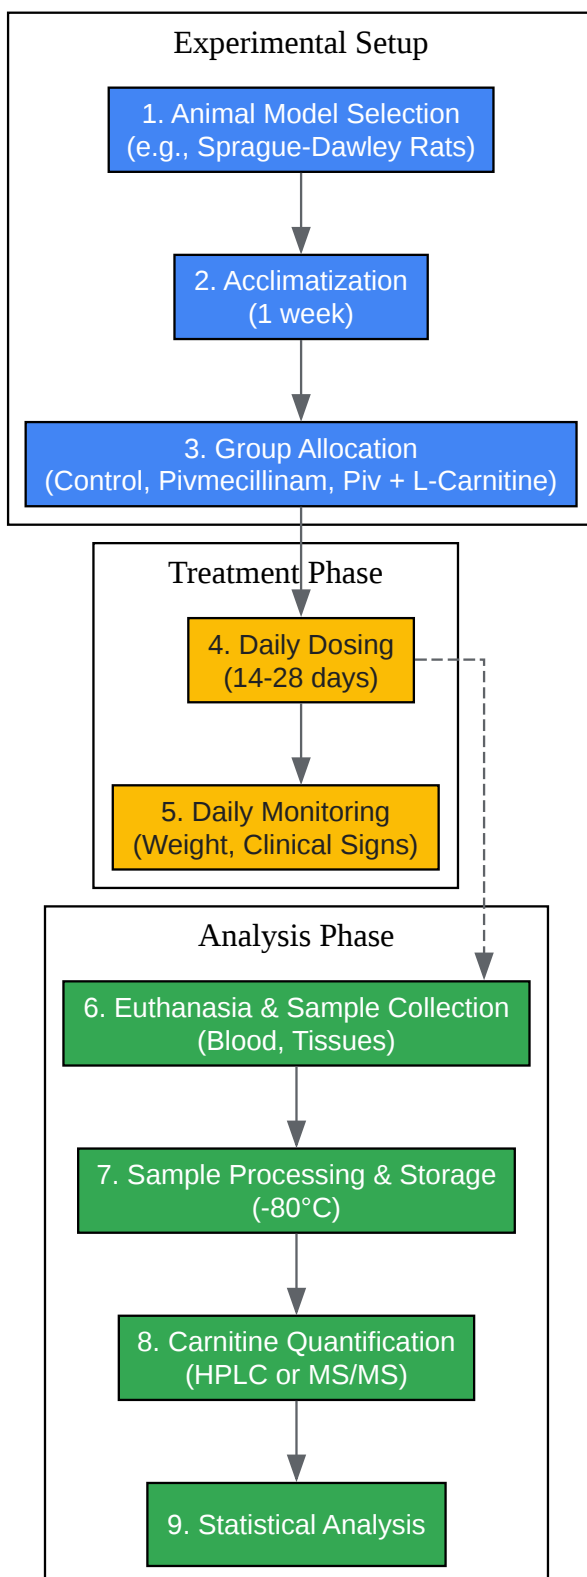 Experimental Setup
1. Animal Model Selection
(e.g., Sprague-Dawley Rats)
2. Acclimatization
(1 week)
3. Group Allocation
(Control, Pivmecillinam, Piv + L-Carnitine)
Treatment Phase
4. Daily Dosing
(14-28 days)
5. Daily Monitoring
(Weight, Clinical Signs)
Analysis Phase
6. Euthanasia & Sample Collection
(Blood, Tissues)
7. Sample Processing & Storage
(-80°C)
8. Carnitine Quantification
(HPLC or MS/MS)
9. Statistical Analysis